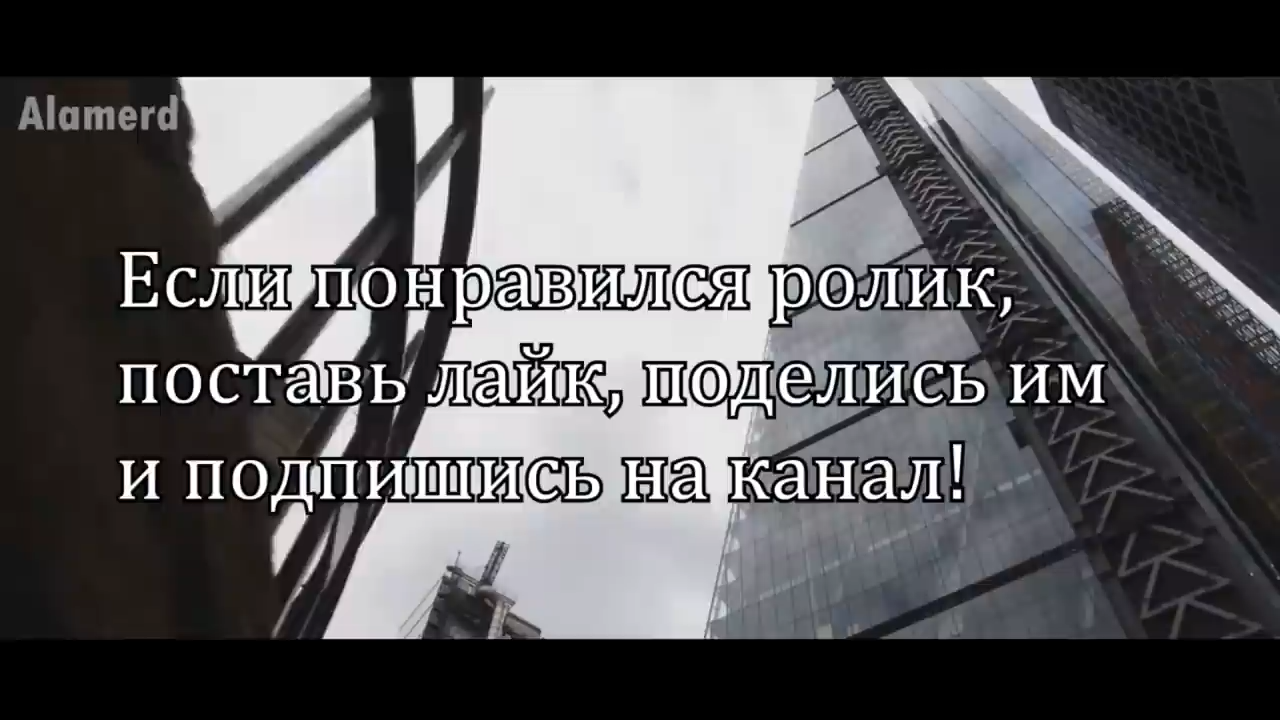 Alamerd
Если понравился ролик,
поставь лайк, поделись им
и подпишись на канал!